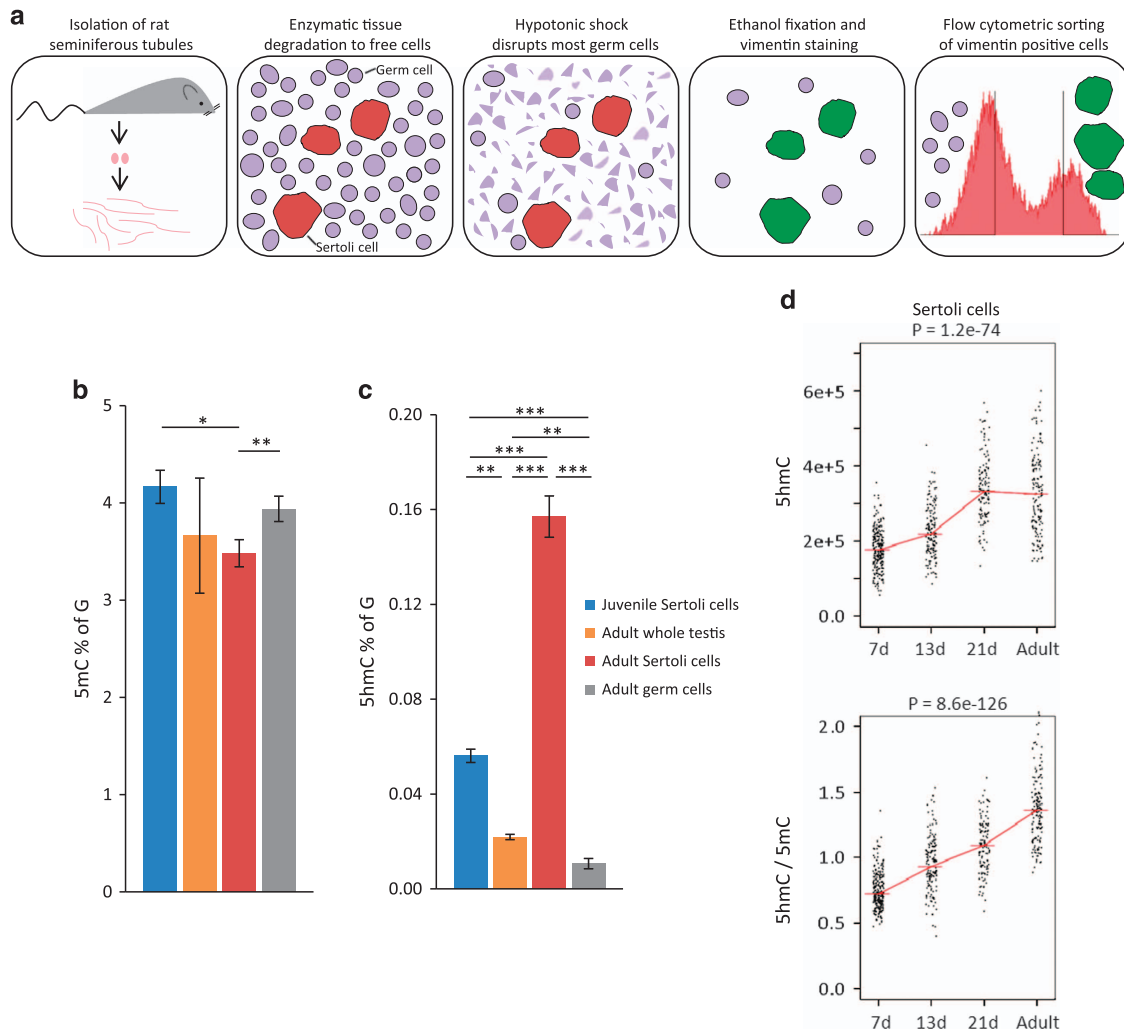 a
Isolation of rat
seminiferous tubules
Enzymatic tissue
degradation to free cells
Germ cell
Sertoli cell
Hypotonic shock
disrupts most germ cells
Ethanol fixation and
vimentin staining
Flow cytometric sorting
of vimentin positive cells
b
5
4
3
2
1
0
5mC % of G
*
**
c
0.20
0.16
0.12
0.08
0.04
0.00
5hmC % of G
***
**
***
** *** ***
Juvenile Sertoli cells
Adult whole testis
Adult Sertoli cells
Adult germ cells
d
Sertoli cells
P = 1.2e-74
6e+5
4e+5
2e+5
0.0
5hmC
7d 13d 21d Adult
P = 8.6e-126
2.0
1.5
1.0
0.5
0.0
5hmC / 5mC
7d 13d 21d Adult